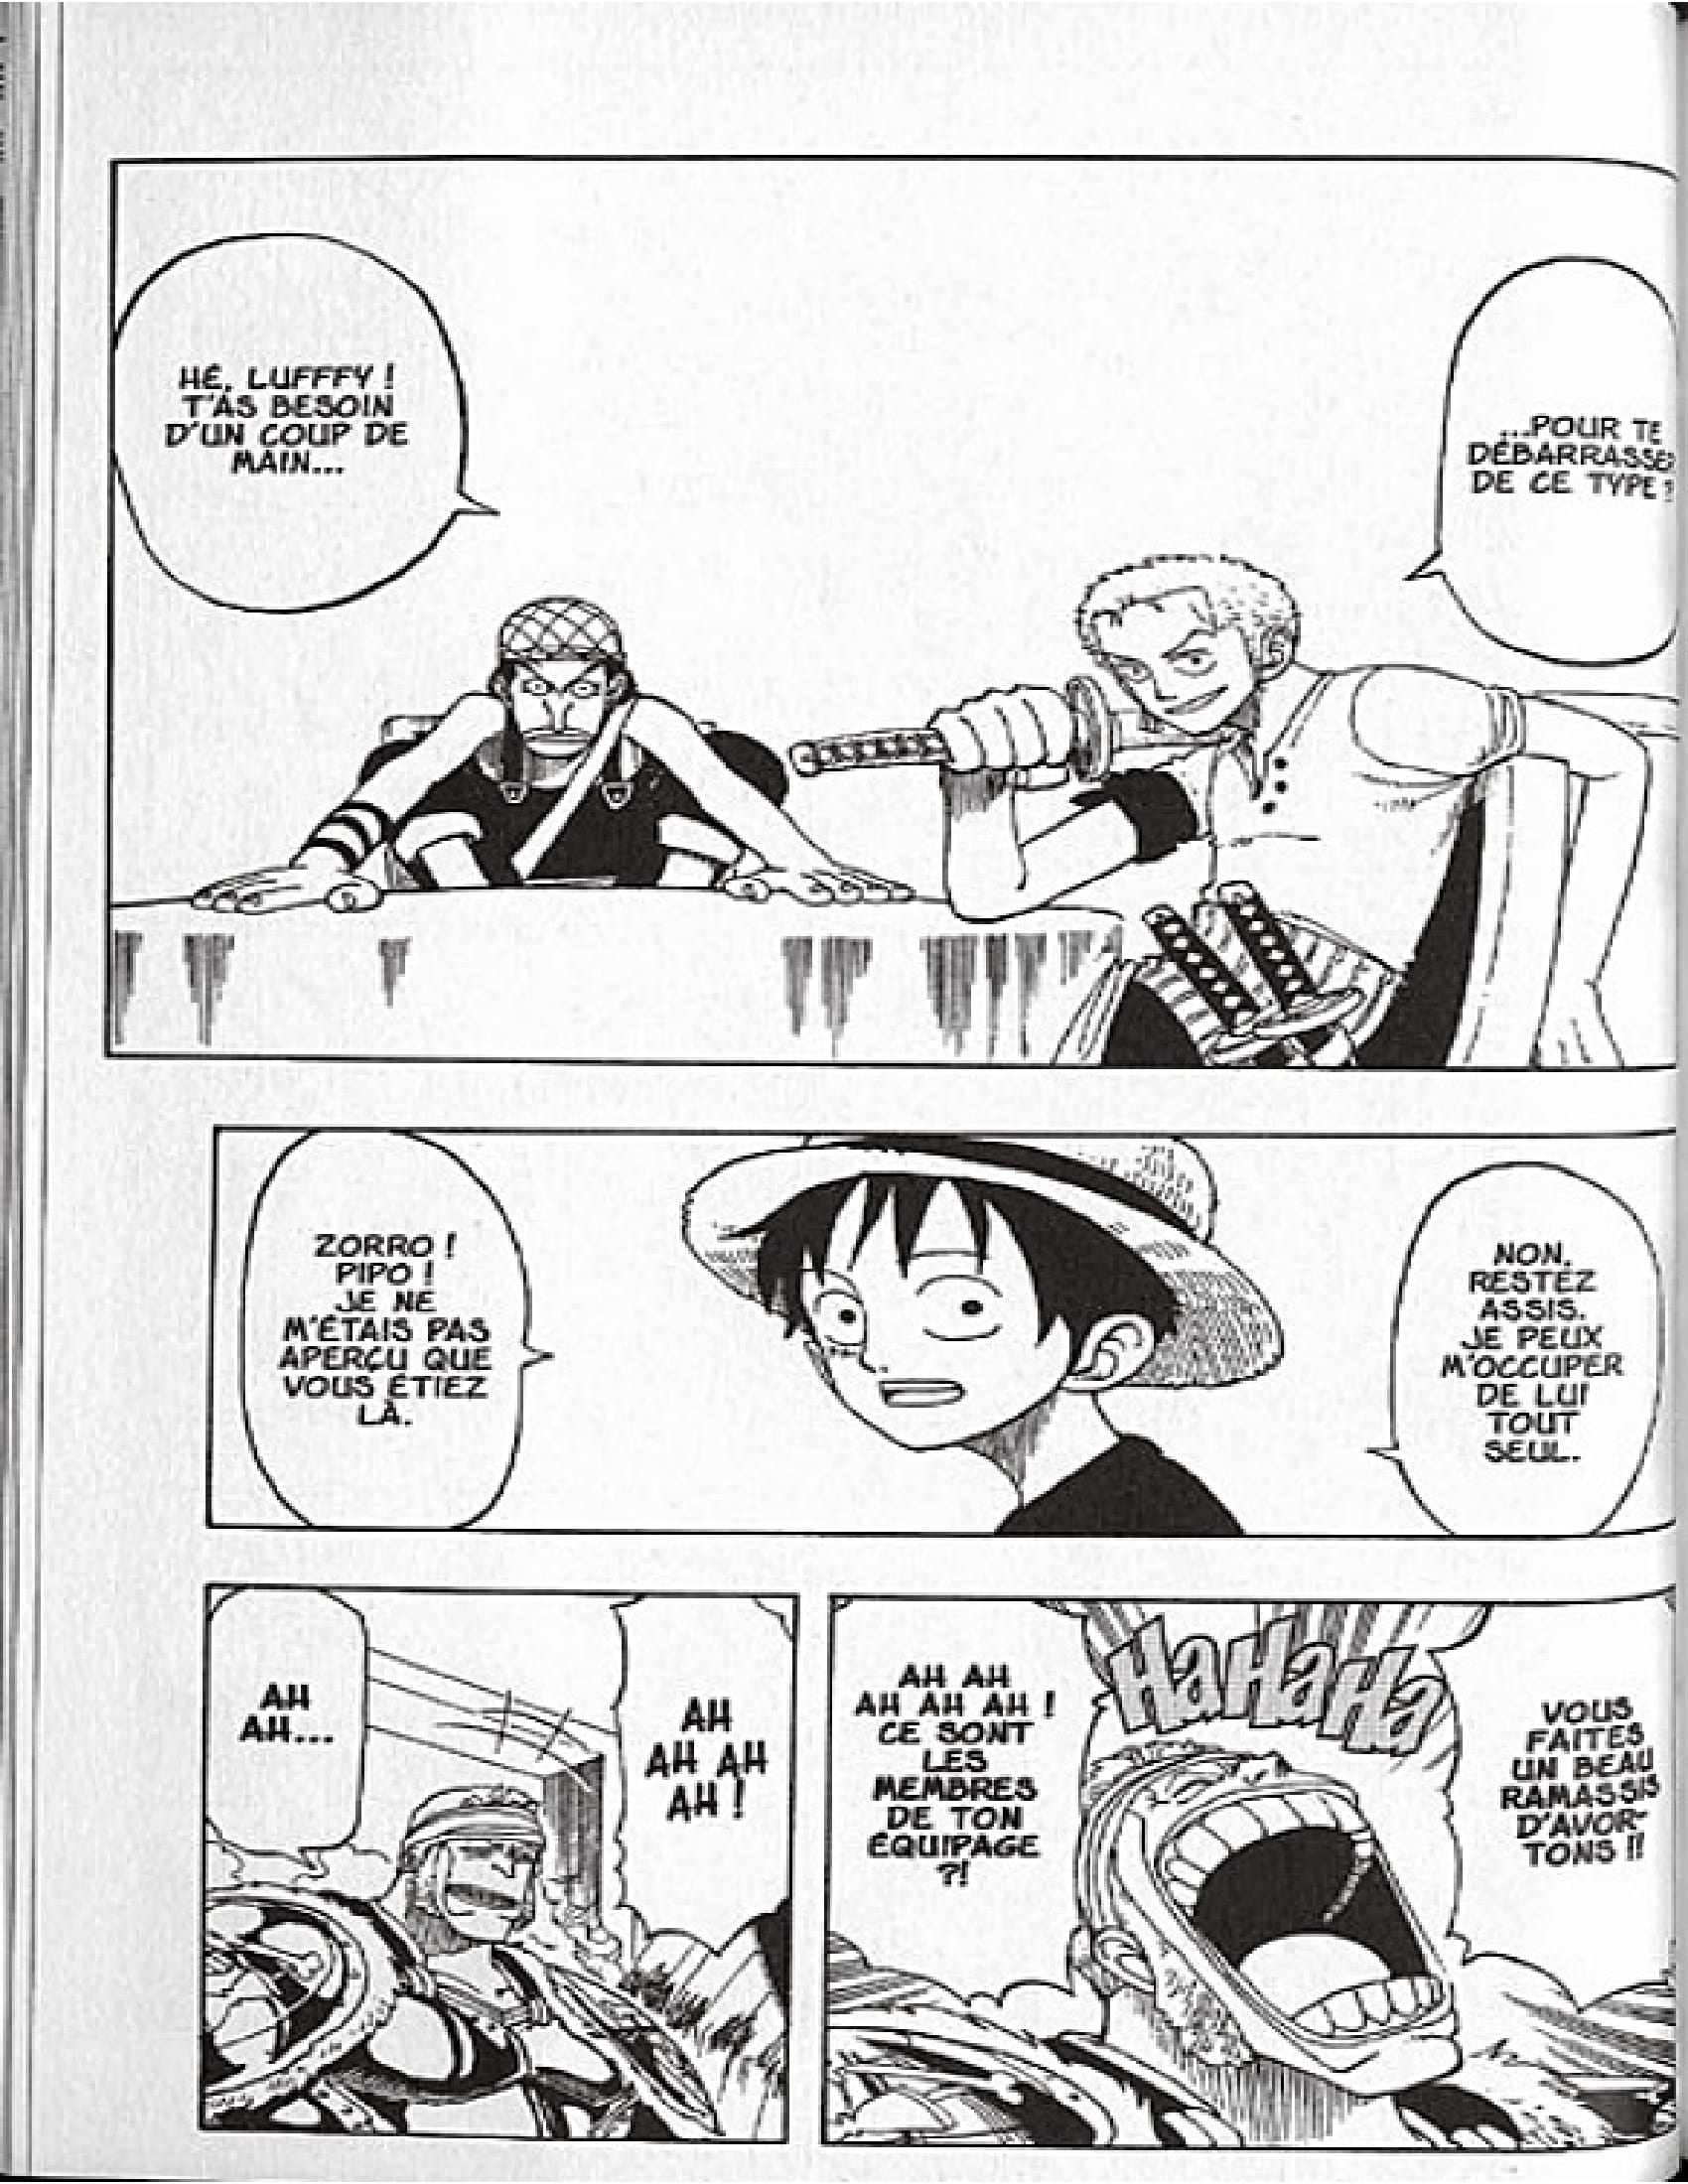 HÉ, LUFFFY !
T'AS BESOIN
D'UN COUP DE
MAIN...
...POUR TE
DÉBARRASSER
DE CE TYPE ?
ZORRO !
PIPO !
JE NE
M'ÉTAIS PAS
APERÇU QUE
VOUS ÉTIEZ
LÀ.
NON,
RESTEZ
ASSIS.
JE PEUX
M'OCCUPER
DE LUI
TOUT
SEUL.
AH
AH...
AH
AH AH
AH !
AH AH
AH AH AH !
CE SONT
LES
MEMBRES
DE TON
ÉQUIPAGE
?!
HaHaHa
VOUS
FAITES
UN BEAU
RAMASSIS
D'AVOR-
TONS !!